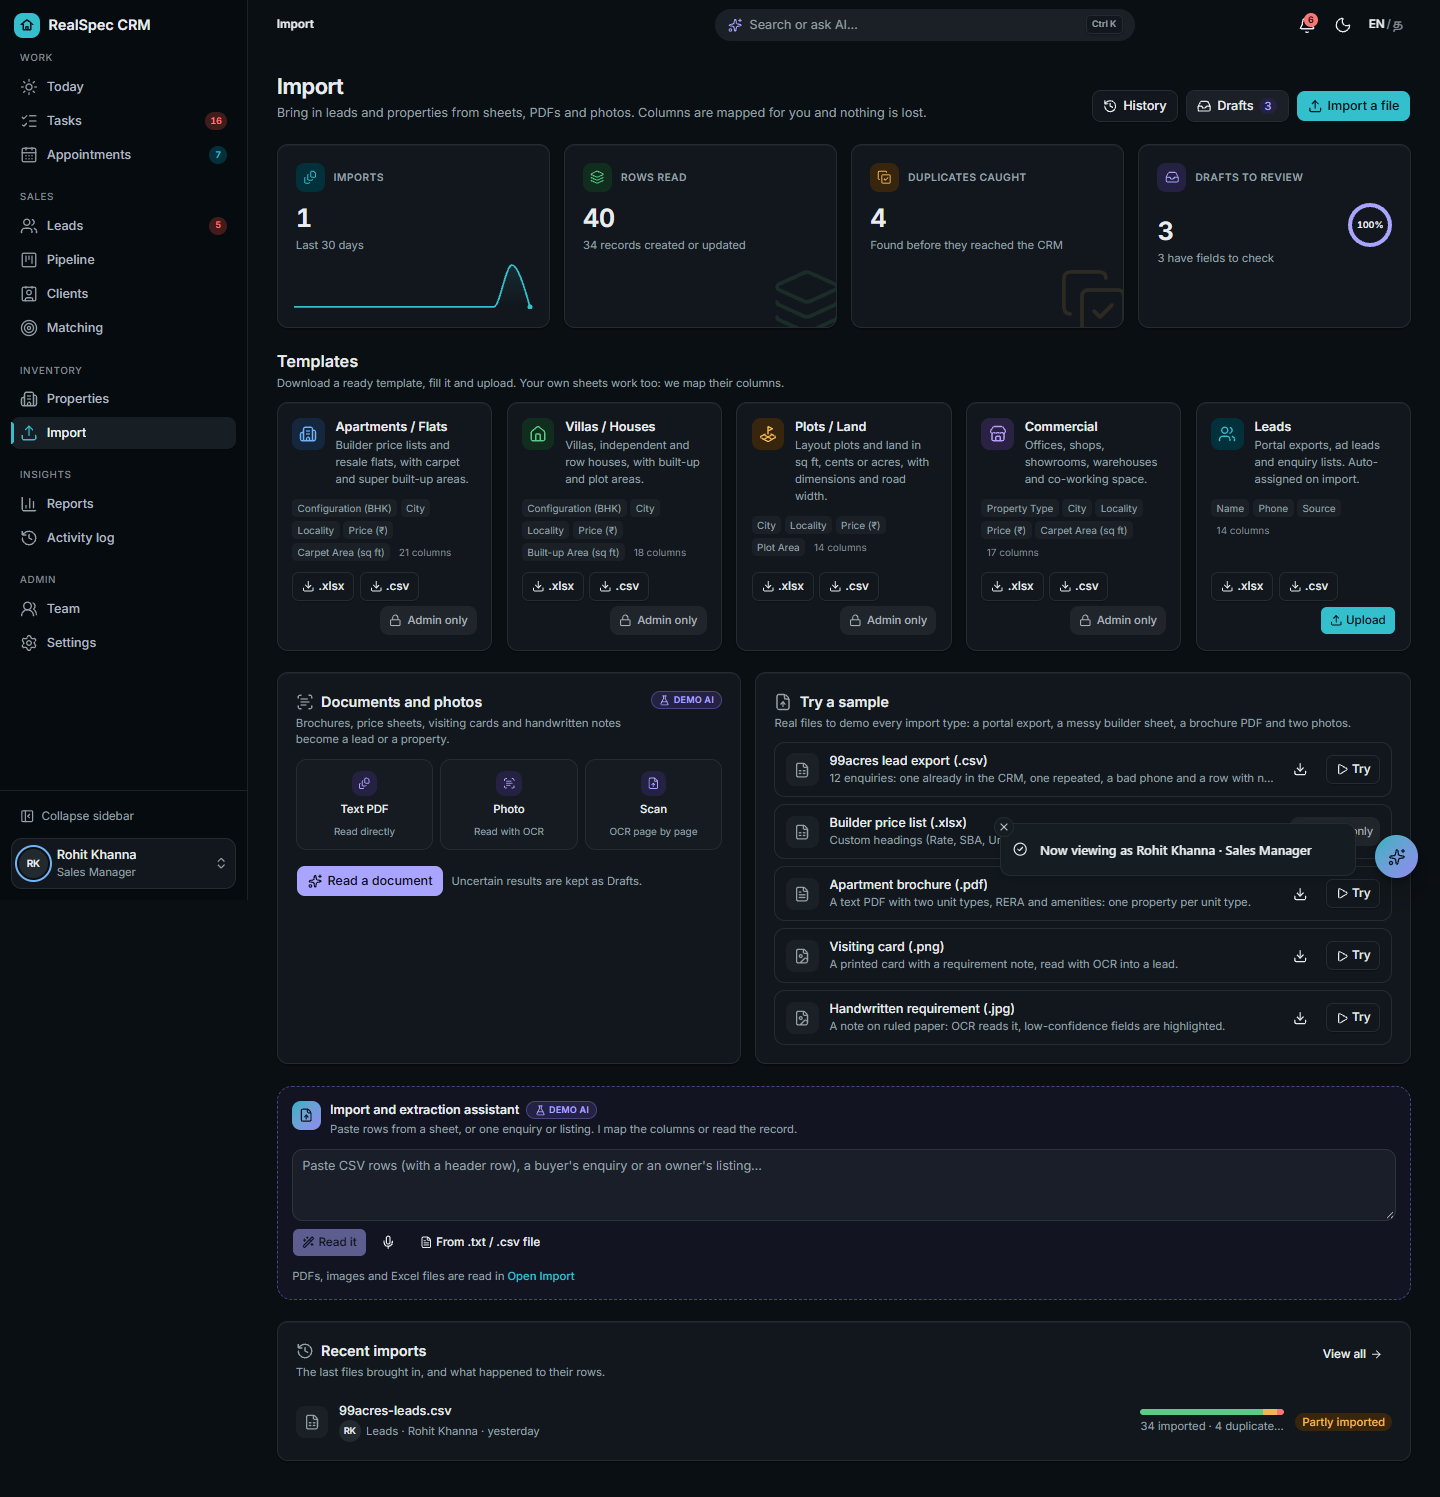 RealSpec CRM
WORK
Today
Tasks
16
Appointments
7
SALES
Leads
5
Pipeline
Clients
Matching
INVENTORY
Properties
Import
INSIGHTS
Reports
Activity log
ADMIN
Team
Settings
Collapse sidebar
RK
Rohit Khanna
Sales Manager
Import
Search or ask AI...
Ctrl K
6
EN / த
Import
Bring in leads and properties from sheets, PDFs and photos. Columns are mapped for you and nothing is lost.
History
Drafts 3
Import a file
IMPORTS
1
Last 30 days
ROWS READ
40
34 records created or updated
DUPLICATES CAUGHT
4
Found before they reached the CRM
DRAFTS TO REVIEW
3
3 have fields to check
100%
Templates
Download a ready template, fill it and upload. Your own sheets work too: we map their columns.
Apartments / Flats
Builder price lists and
resale flats, with carpet
and super built-up areas.
Configuration (BHK) City
Locality Price (₹)
Carpet Area (sq ft) 21 columns
.xlsx .csv
Admin only
Villas / Houses
Villas, independent and
row houses, with built-up
and plot areas.
Configuration (BHK) City
Locality Price (₹)
Built-up Area (sq ft) 18 columns
.xlsx .csv
Admin only
Plots / Land
Layout plots and land in
sq ft, cents or acres, with
dimensions and road
width.
City Locality Price (₹)
Plot Area 14 columns
.xlsx .csv
Admin only
Commercial
Offices, shops,
showrooms, warehouses
and co-working space.
Property Type City Locality
Price (₹) Carpet Area (sq ft)
17 columns
.xlsx .csv
Admin only
Leads
Portal exports, ad leads
and enquiry lists. Auto-
assigned on import.
Name Phone Source
14 columns
.xlsx .csv
Upload
Documents and photos
DEMO AI
Brochures, price sheets, visiting cards and handwritten notes
become a lead or a property.
Text PDF
Read directly
Photo
Read with OCR
Scan
OCR page by page
Read a document
Uncertain results are kept as Drafts.
Try a sample
Real files to demo every import type: a portal export, a messy builder sheet, a brochure PDF and two photos.
99acres lead export (.csv)
12 enquiries: one already in the CRM, one repeated, a bad phone and a row with n...
Try
Builder price list (.xlsx)
Custom headings (Rate, SBA,
only
Now viewing as Rohit Khanna · Sales Manager
Apartment brochure (.pdf)
A text PDF with two unit types, RERA and amenities: one property per unit type.
Try
Visiting card (.png)
A printed card with a requirement note, read with OCR into a lead.
Try
Handwritten requirement (.jpg)
A note on ruled paper: OCR reads it, low-confidence fields are highlighted.
Try
Import and extraction assistant
DEMO AI
Paste rows from a sheet, or one enquiry or listing. I map the columns or read the record.
Paste CSV rows (with a header row), a buyer's enquiry or an owner's listing...
Read it
From .txt / .csv file
PDFs, images and Excel files are read in Open Import
Recent imports
The last files brought in, and what happened to their rows.
View all
99acres-leads.csv
RK Leads · Rohit Khanna · yesterday
34 imported · 4 duplicate...
Partly imported